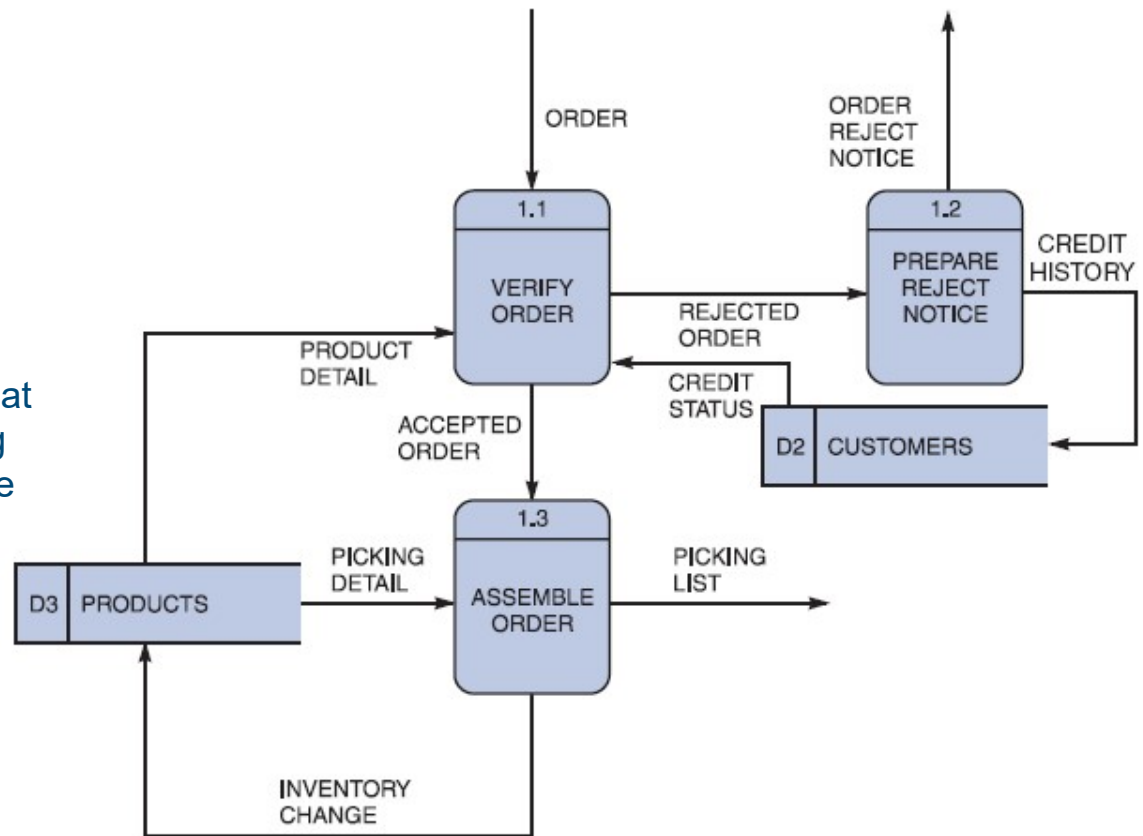 ORDER
ORDER
REJECT
NOTICE
1.1
VERIFY
ORDER
1.2
PREPARE
REJECT
NOTICE
CREDIT
HISTORY
REJECTED
ORDER
PRODUCT
DETAIL
CREDIT
STATUS
at
g
e
ACCEPTED
ORDER
D2 CUSTOMERS
1.3
ASSEMBLE
ORDER
PICKING
DETAIL
PICKING
LIST
D3 PRODUCTS
INVENTORY
CHANGE